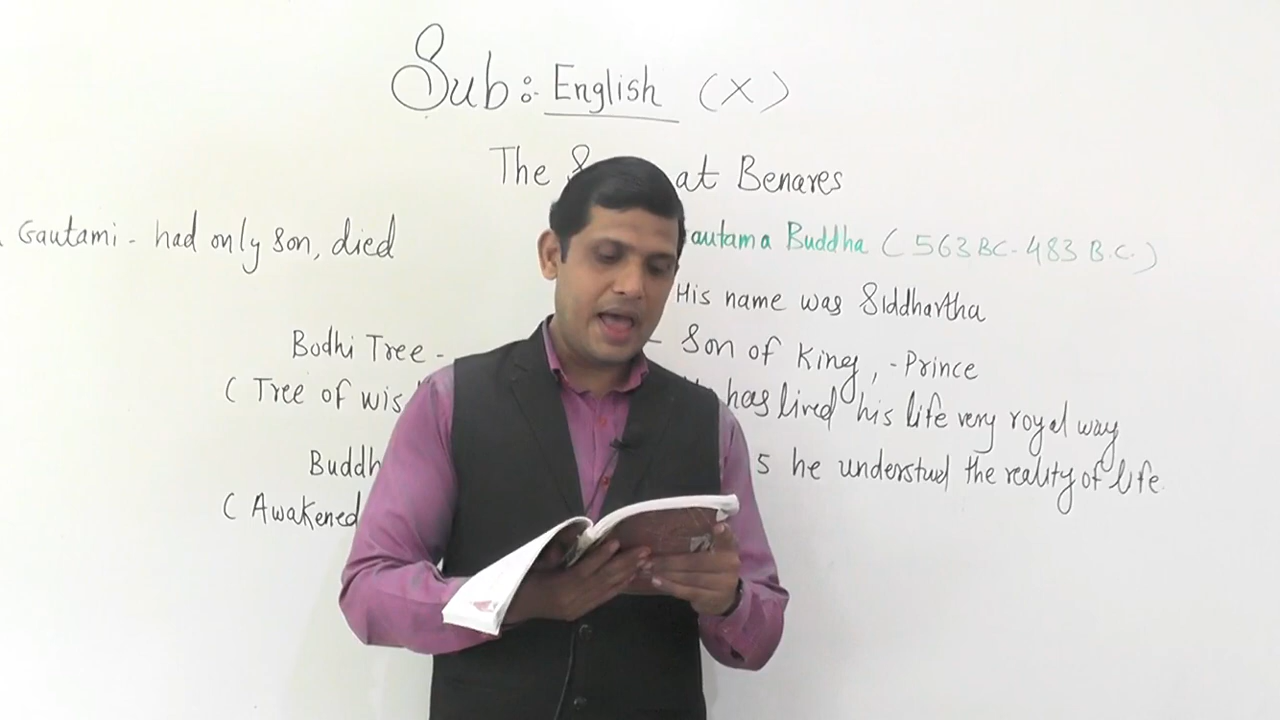 Sub:- English (X)
The at Benares
Gautami - had only Son, died
autama Buddha (563 BC - 483 B.C.)
His name was Siddhartha
Bodhi Tree -
- Son of King, - Prince
(Tree of wis
has lived his life very royal way
Buddh
5 he understud the reality of life.
(Awakened